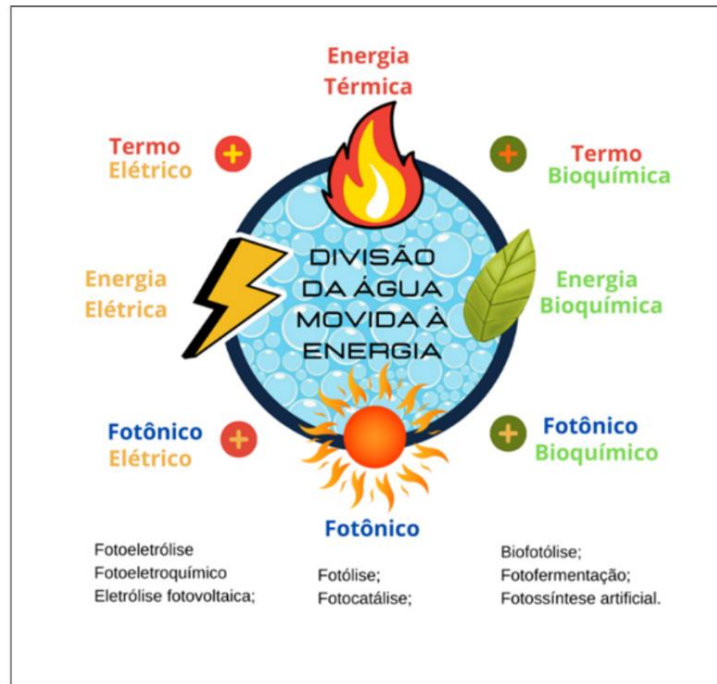 Energia
Térmica
Termo
Elétrico
Termo
Bioquímica
DIVISÃO
DA ÁGUA
MOVIDA À
ENERGIA
Energia
Elétrica
Energia
Bioquímica
Fotônico
Elétrico
Fotônico
Bioquímico
Fotônico
Fotoeletrólise
Fotoeletroquímico
Eletrólise fotovoltaica;
Fotólise;
Fotocatálise;
Biofotólise;
Fotofermentação;
Fotossíntese artificial.